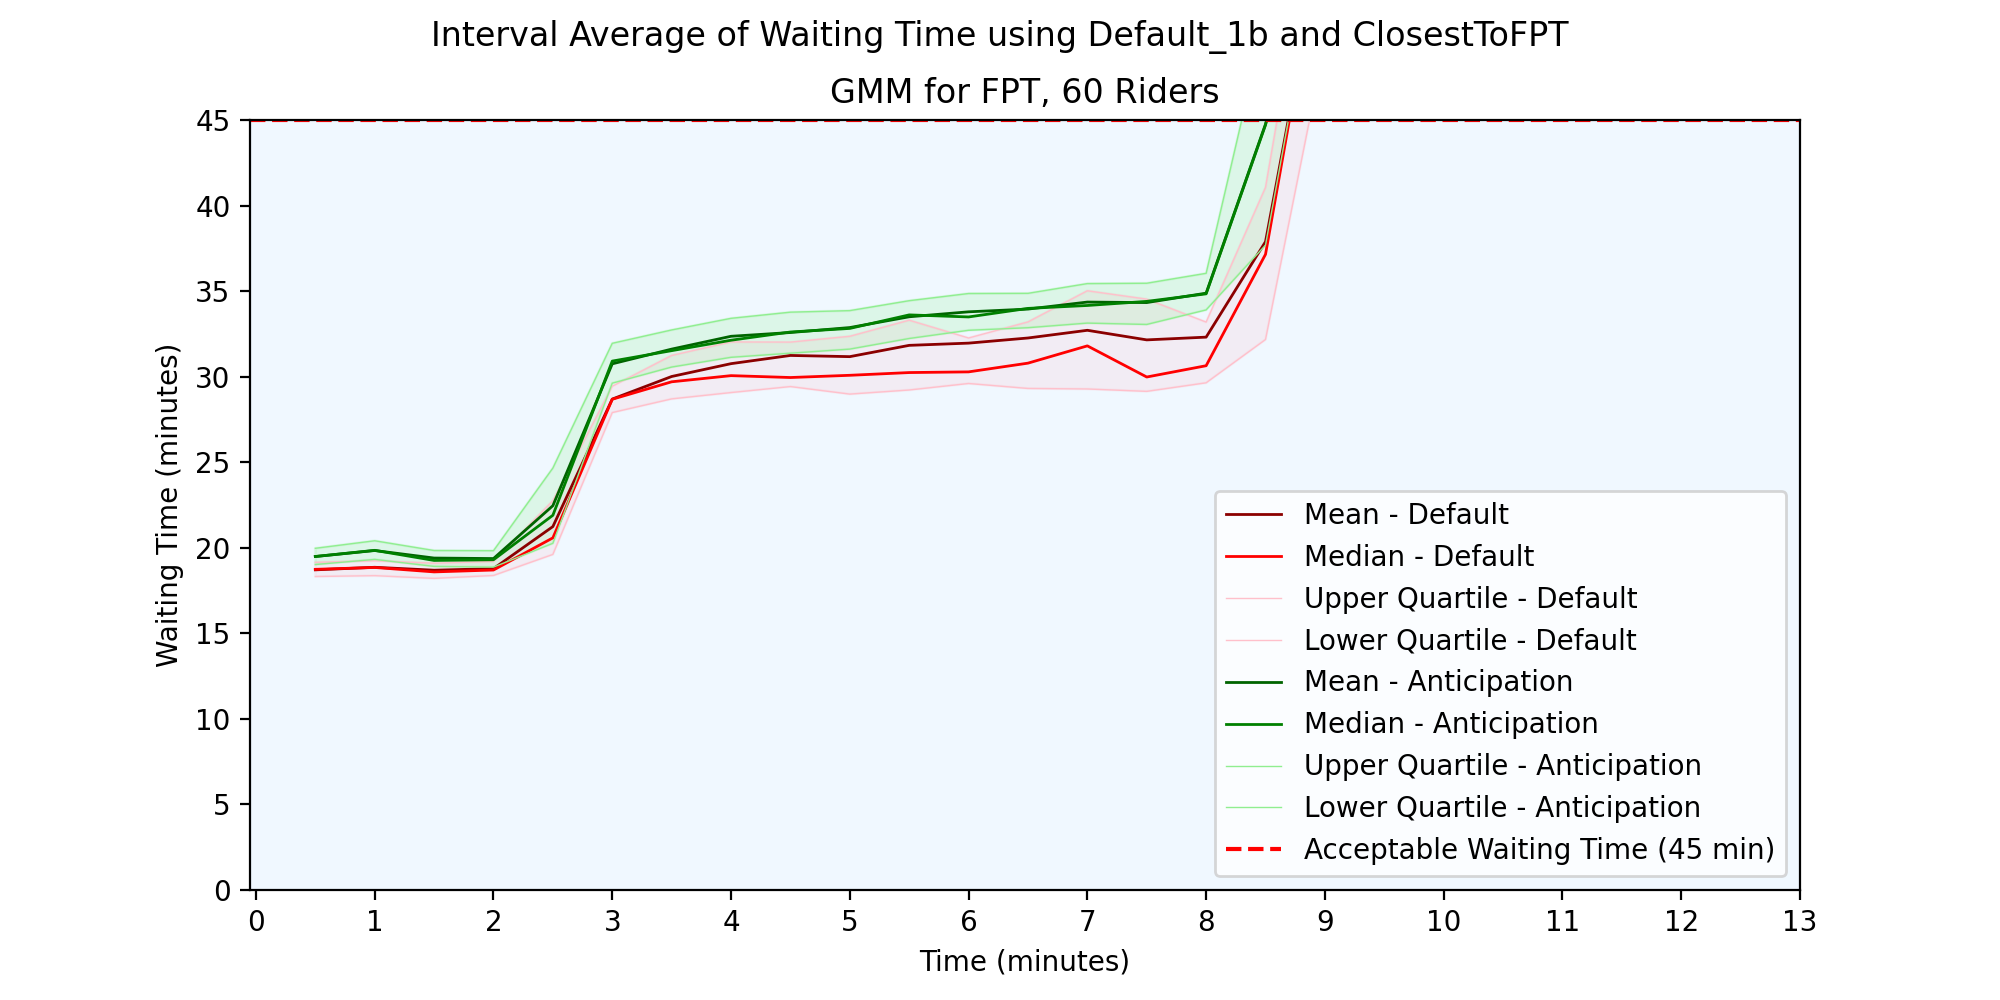 Interval Average of Waiting Time using Default_1b and ClosestToFPT
GMM for FPT, 60 Riders
45
40
35
30
25
20
15
10
5
0
Waiting Time (minutes)
Mean - Default
Median - Default
Upper Quartile - Default
Lower Quartile - Default
Mean - Anticipation
Median - Anticipation
Upper Quartile - Anticipation
Lower Quartile - Anticipation
Acceptable Waiting Time (45 min)
0 1 2 3 4 5 6 7 8 9 10 11 12 13
Time (minutes)